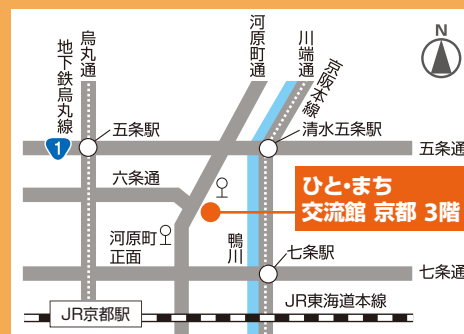 烏丸通
地下鉄烏丸線
河原町通
川端通
京阪本線
N
五条駅
清水五条駅
1
五条通
六条通
ひと・まち
交流館 京都 3階
河原町
正面
鴨川
七条駅
七条通
JR東海道本線
JR京都駅